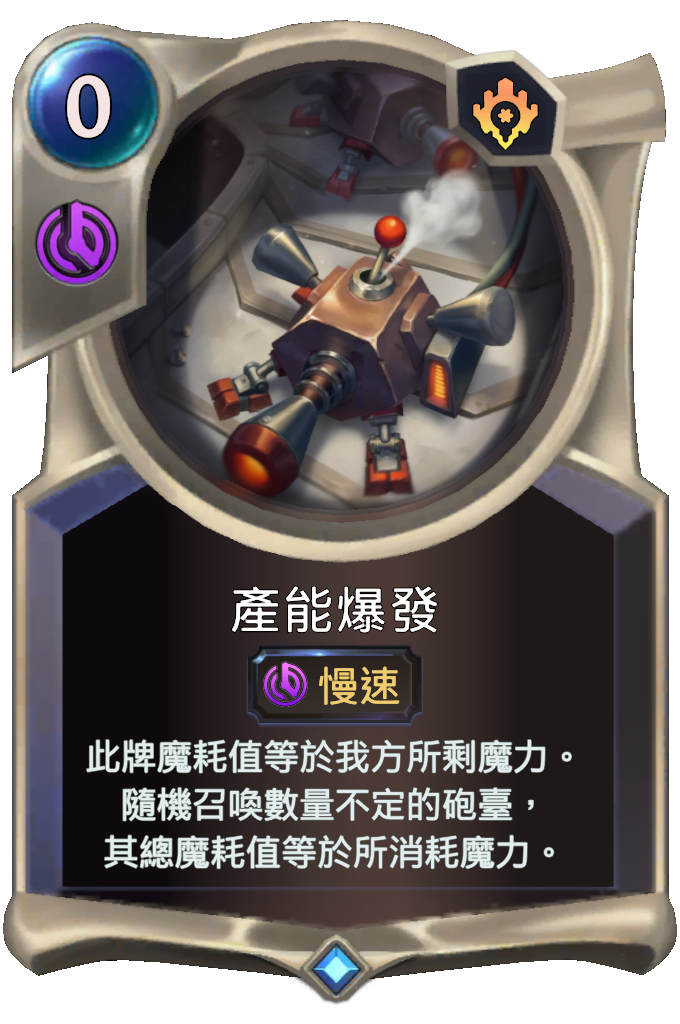 0
產能爆發
慢速
此牌魔耗值等於我方所剩魔力。
隨機召喚數量不定的砲臺，
其總魔耗值等於所消耗魔力。